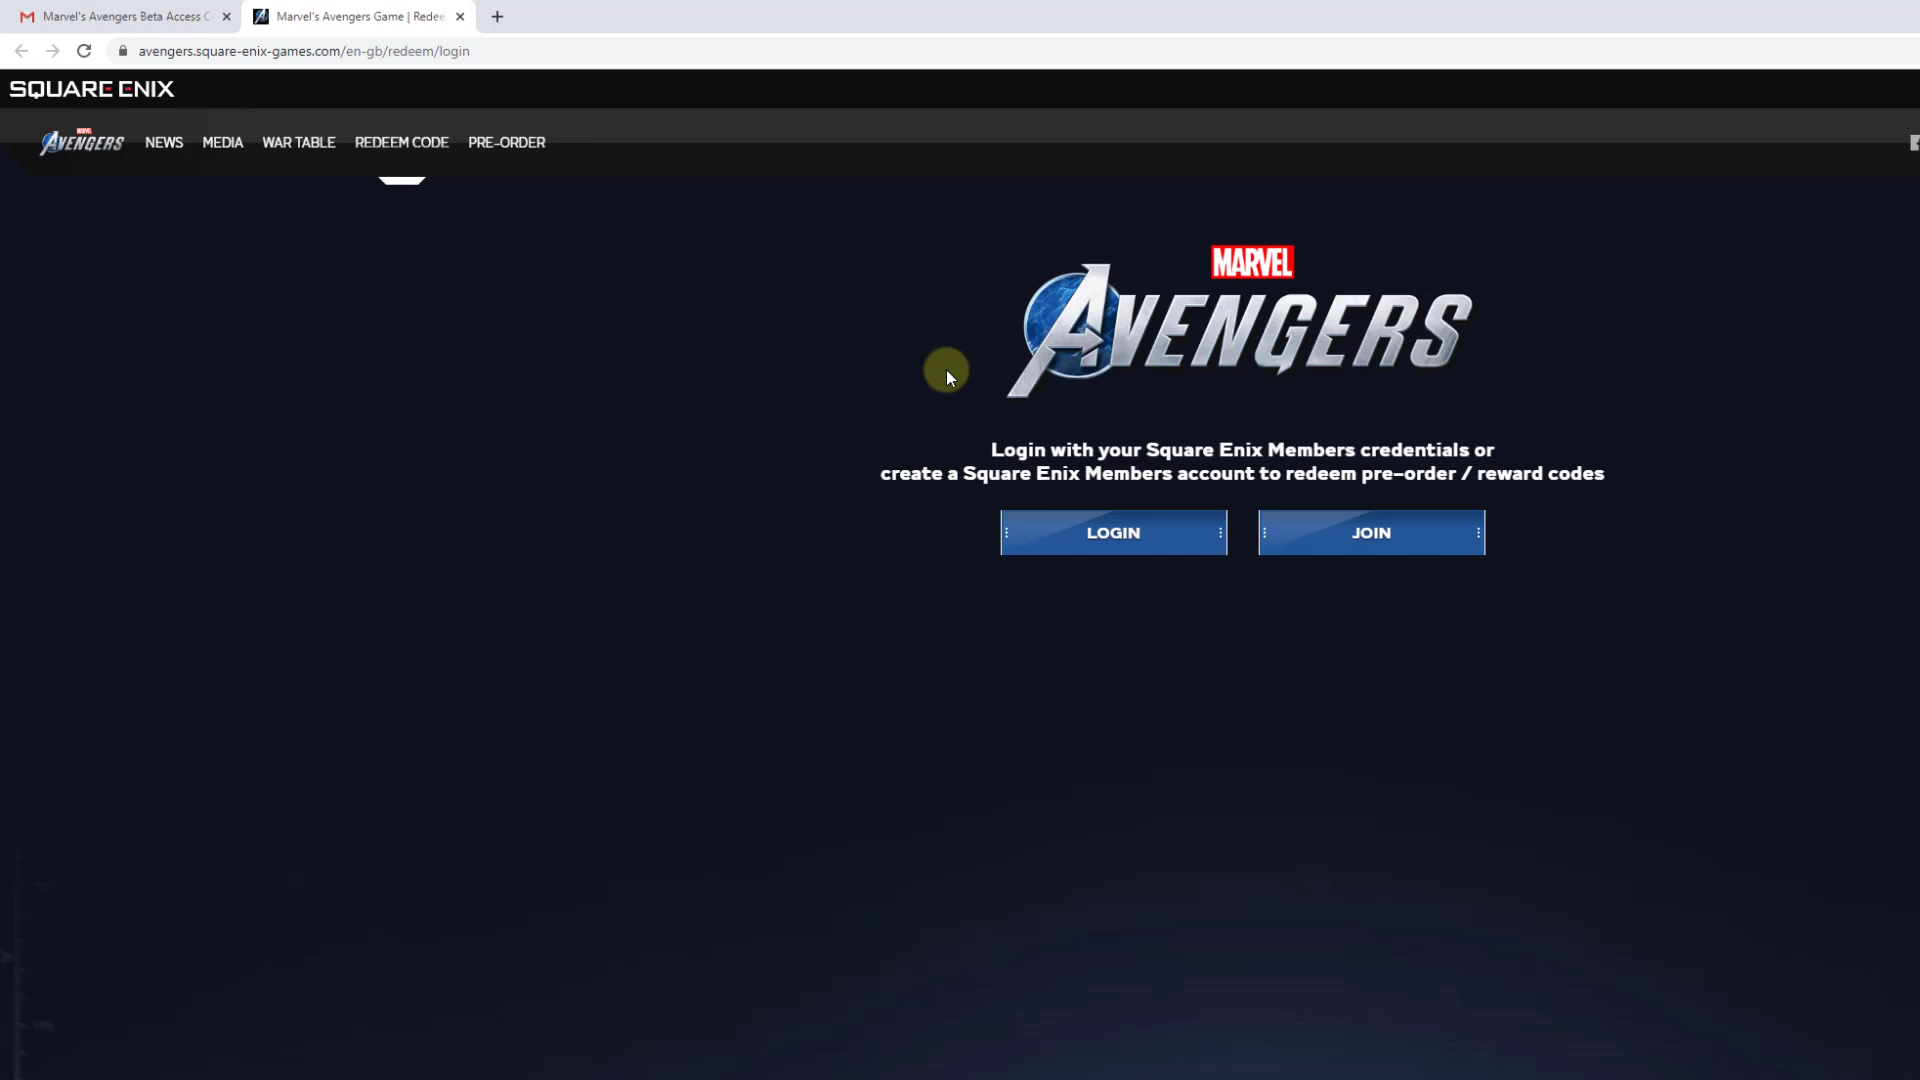 Marvel's Avengers Beta Access C
Marvel's Avengers Game | Redee
avengers.square-enix-games.com/en-gb/redeem/login
SQUARE ENIX
MARVEL
AVENGERS
NEWS
MEDIA
WAR TABLE
REDEEM CODE
PRE-ORDER
MARVEL
AVENGERS
Login with your Square Enix Members credentials or
create a Square Enix Members account to redeem pre-order / reward codes
LOGIN
JOIN